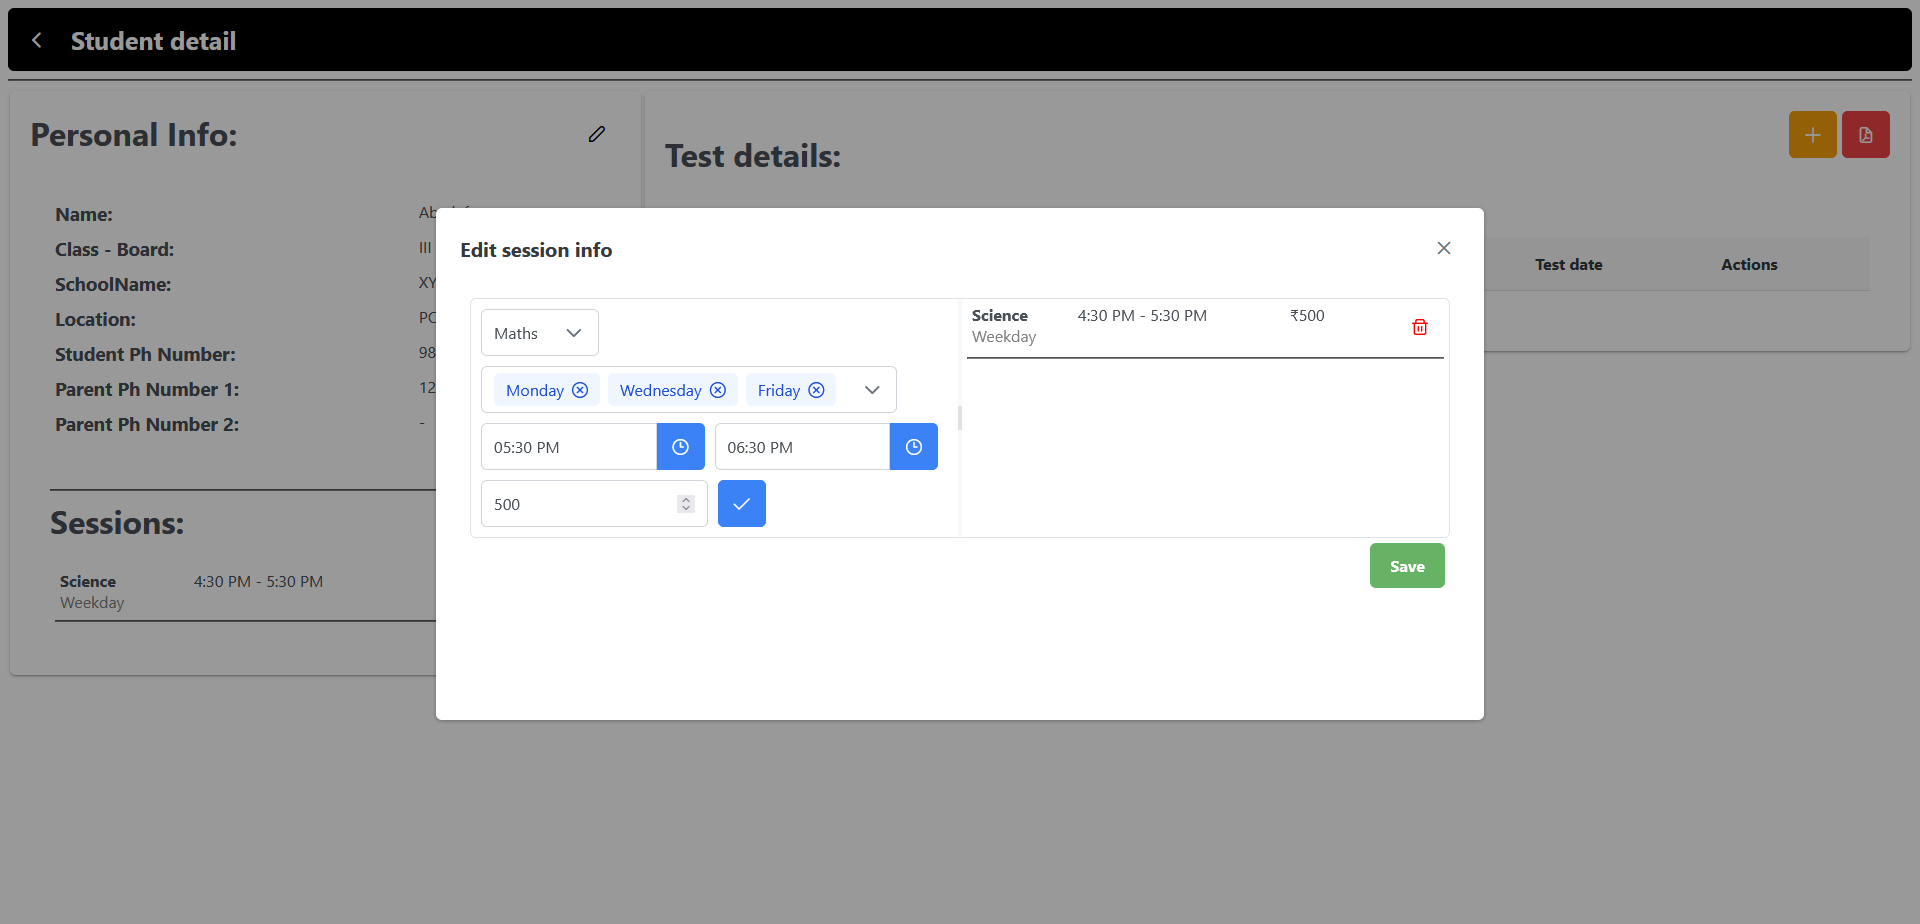 Student detail
Personal Info:
Name:
Class - Board: III
SchoolName: XY
Location:
Student Ph Number: 98
Parent Ph Number 1: 12
Parent Ph Number 2: -
Sessions:
Science 4:30 PM - 5:30 PM
Weekday
Test details:
Test date Actions
Edit session info
Maths
Monday Wednesday Friday
05:30 PM 06:30 PM
500
Science 4:30 PM - 5:30 PM ₹500
Weekday
Save